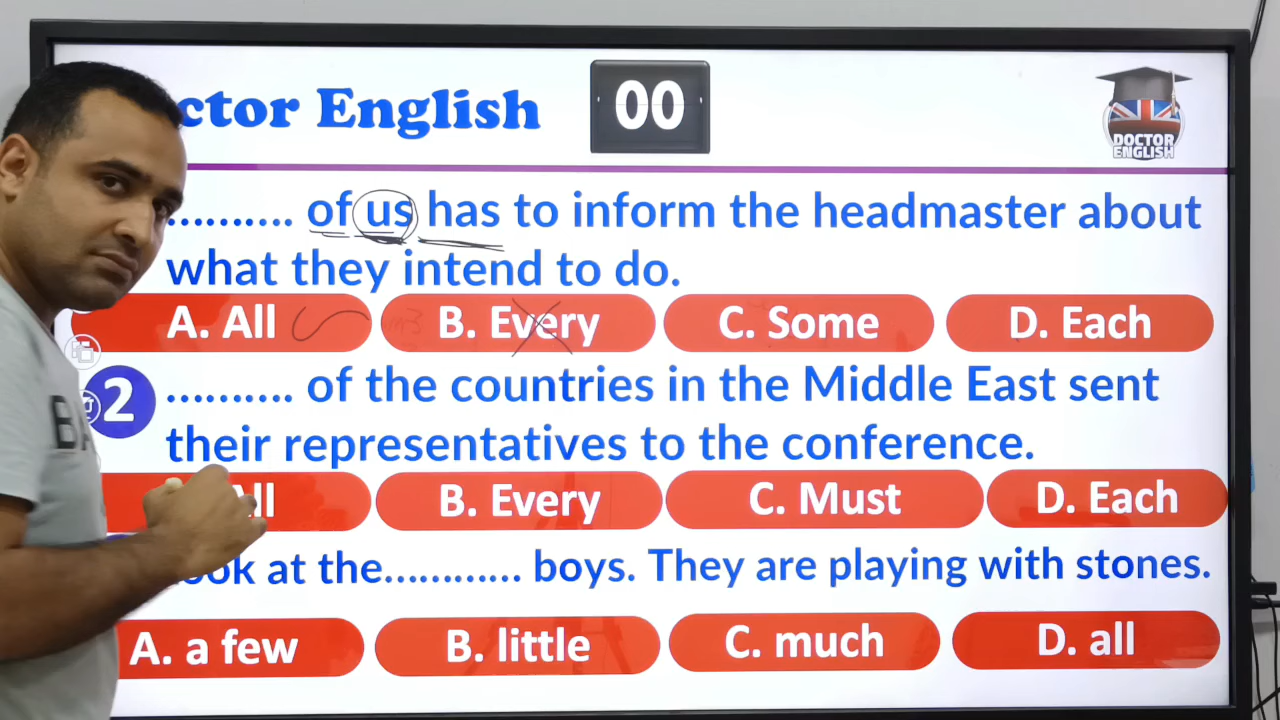 ctor English
00
DOCTOR
ENGLISH
.......... of us has to inform the headmaster about
what they intend to do.
A. All
B. Every
C. Some
D. Each
2
.......... of the countries in the Middle East sent
their representatives to the conference.
All
B. Every
C. Must
D. Each
at the............ boys. They are playing with stones.
A. a few
B. little
C. much
D. all